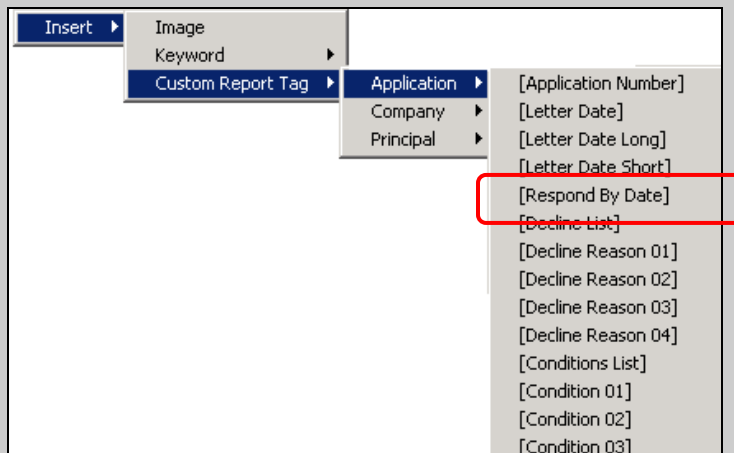 Insert
Image
Keyword
Custom Report Tag
Application
Company
Principal
[Application Number]
[Letter Date]
[Letter Date Long]
[Letter Date Short]
[Respond By Date]
[Decline List]
[Decline Reason 01]
[Decline Reason 02]
[Decline Reason 03]
[Decline Reason 04]
[Conditions List]
[Condition 01]
[Condition 02]
[Condition 03]